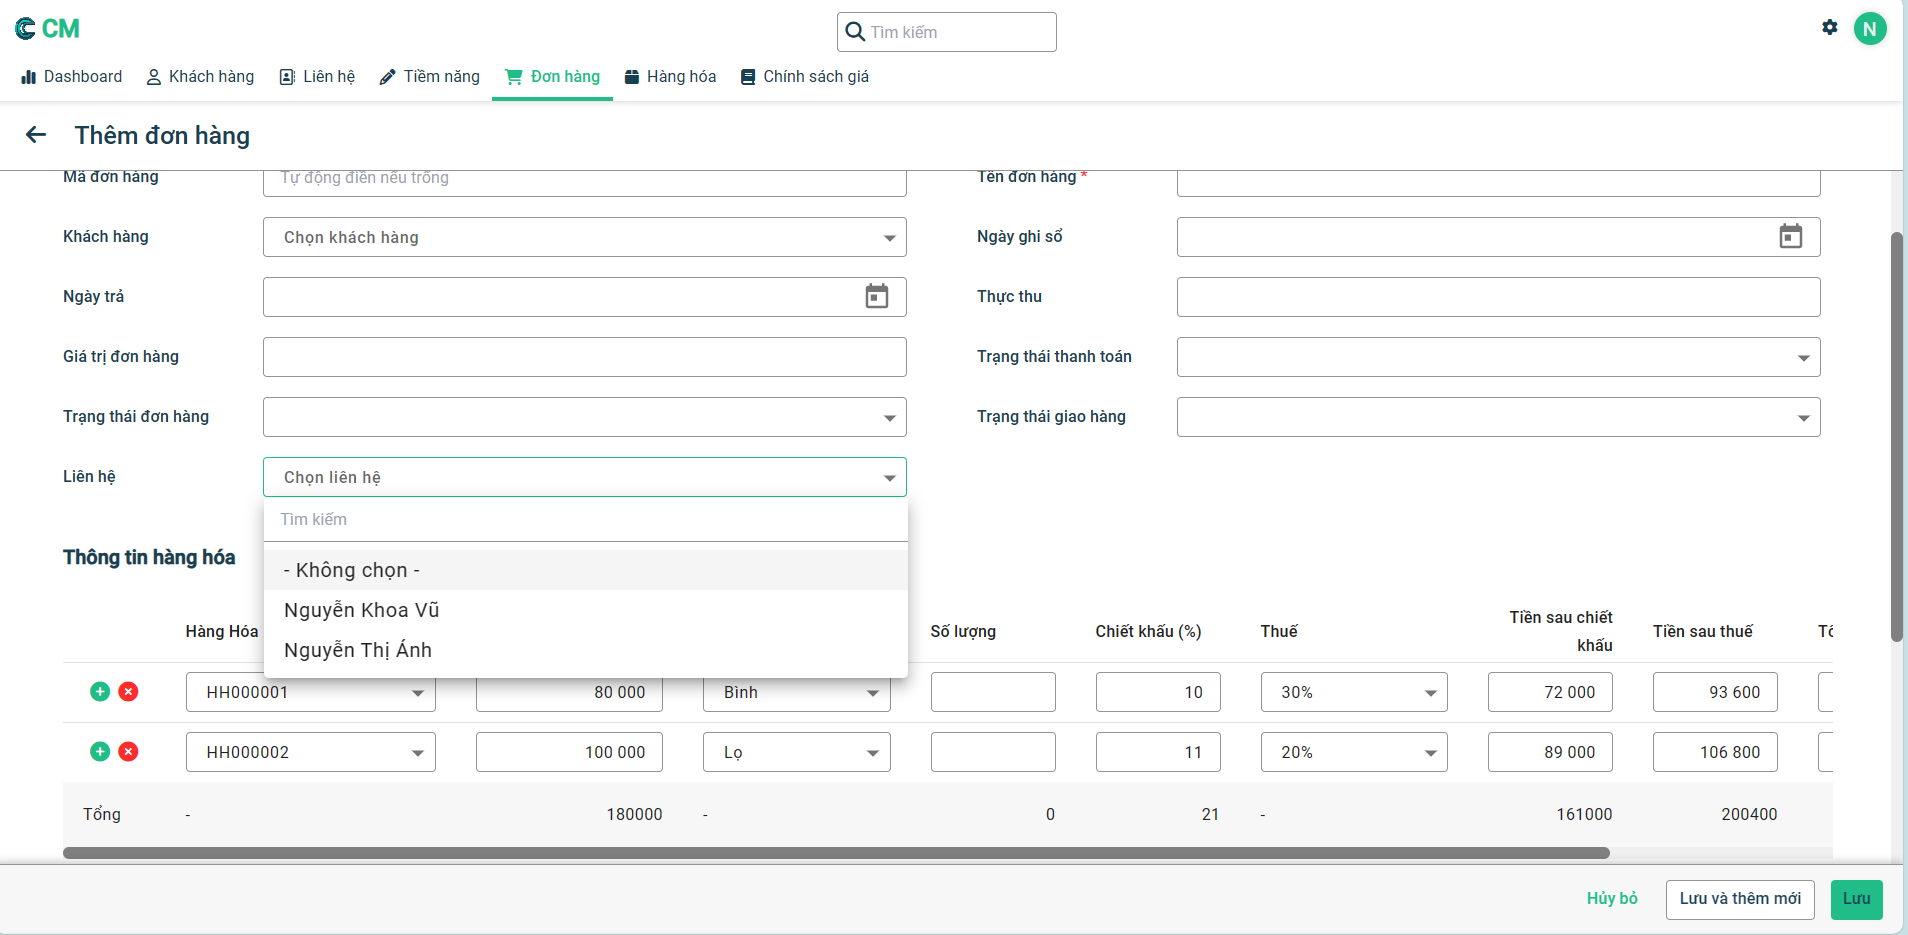 CM
Tìm kiếm
N
Dashboard Khách hàng Liên hệ Tiềm năng Đơn hàng Hàng hóa Chính sách giá
Thêm đơn hàng
Mã đơn hàng Tự động điền nếu trống Tên đơn hàng *
Khách hàng Chọn khách hàng Ngày ghi sổ
Ngày trả Thực thu
Giá trị đơn hàng Trạng thái thanh toán
Trạng thái đơn hàng Trạng thái giao hàng
Liên hệ Chọn liên hệ
Tìm kiếm
- Không chọn -
Nguyễn Khoa Vũ
Nguyễn Thị Ánh
Thông tin hàng hóa
Hàng Hóa Số lượng Chiết khấu (%) Thuế Tiền sau chiết khấu Tiền sau thuế
HH000001 80 000 Bình 10 30% 72 000 93 600
HH000002 100 000 Lọ 11 20% 89 000 106 800
Tổng - 180000 - 0 21 - 161000 200400
Hủy bỏ Lưu và thêm mới Lưu